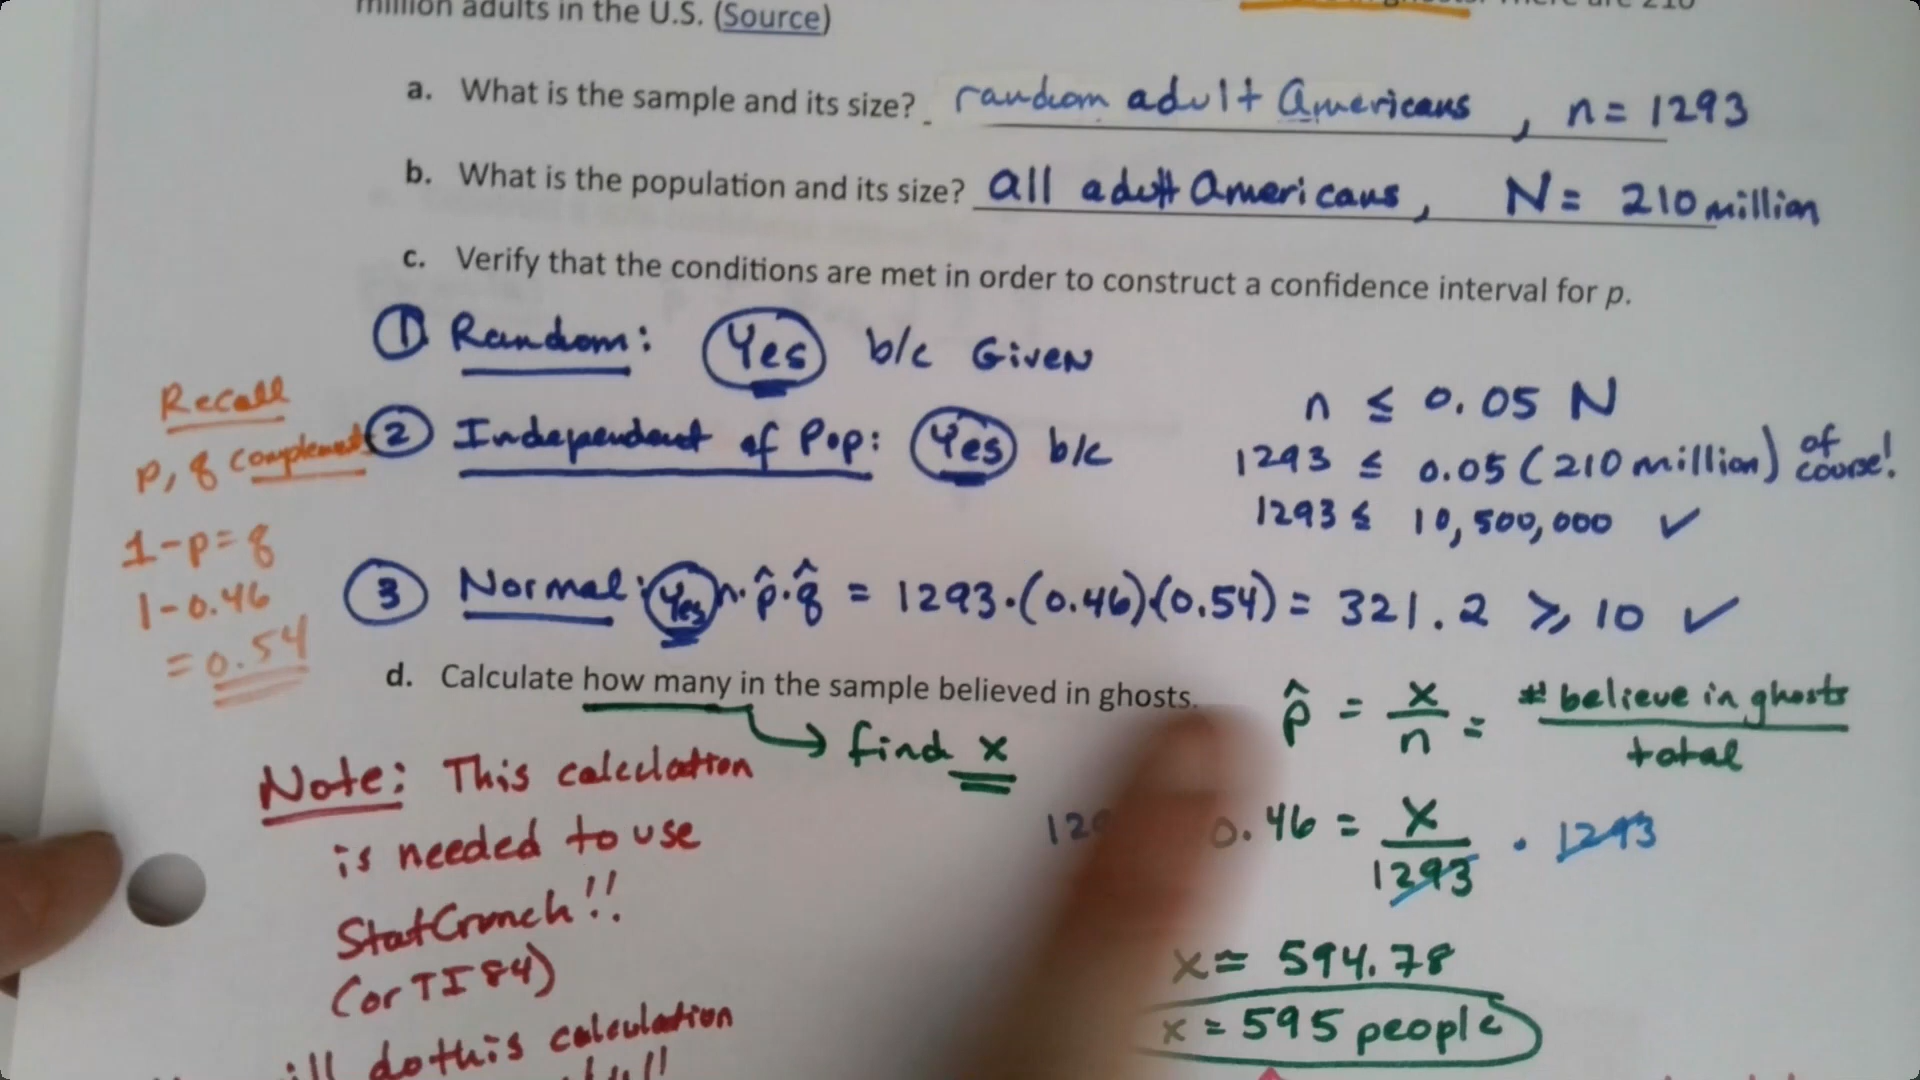 million adults in the U.S. (Source)
a. What is the sample and its size? random adult Americans, n = 1293
b. What is the population and its size? all adult Americans, N = 210 million
c. Verify that the conditions are met in order to construct a confidence interval for p.
① Random: Yes b/c GIVEN
② Independent of Pop: Yes b/c
n ≤ 0.05 N
1293 ≤ 0.05 (210 million) of course!
1293 ≤ 10,500,000 ✓
Recall
p, q complements
1-p=q
1-0.46
= 0.54
③ Normal: Yes n·p̂·q̂ = 1293·(0.46)·(0.54) = 321.2 ≥ 10 ✓
d. Calculate how many in the sample believed in ghosts.
→ find x
p̂ = x/n = # believe in ghosts / total
0.46 = x/1293 · 1293
x ≈ 594.78
x = 595 people
Note: This calculation
is needed to use
StatCrunch!!
(or TI 84)
do this calculation